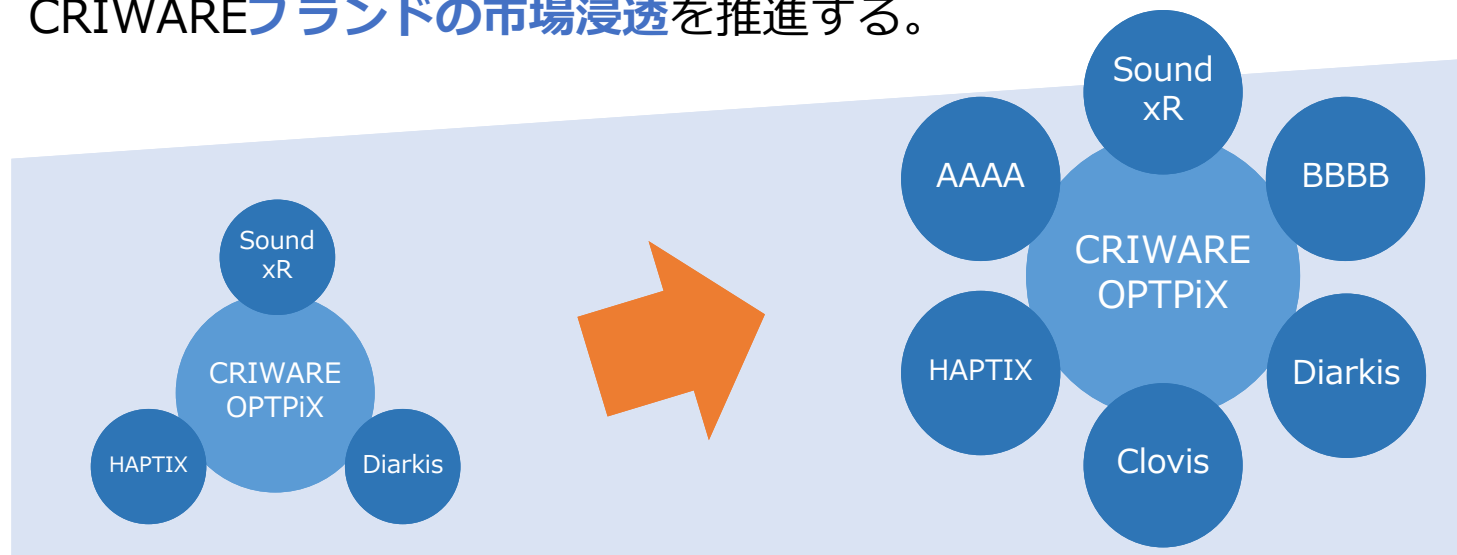 CRIWAREブランドの市場浸透を推進する。
Sound
xR
CRIWARE
OPTPiX
HAPTIX
Diarkis
Sound
xR
AAAA
BBBB
CRIWARE
OPTPiX
HAPTIX
Diarkis
Clovis